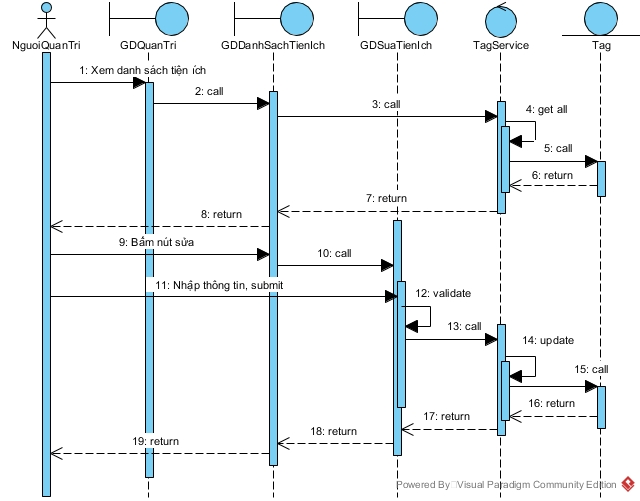 NguoiQuanTri GDQuanTri GDDanhSachTienIch GDSuaTienIch TagService Tag
1: Xem danh sách tiện ích
2: call
3: call
4: get all
5: call
6: return
7: return
8: return
9: Bấm nút sửa
10: call
11: Nhập thông tin, submit
12: validate
13: call
14: update
15: call
16: return
17: return
18: return
19: return
Powered By Visual Paradigm Community Edition